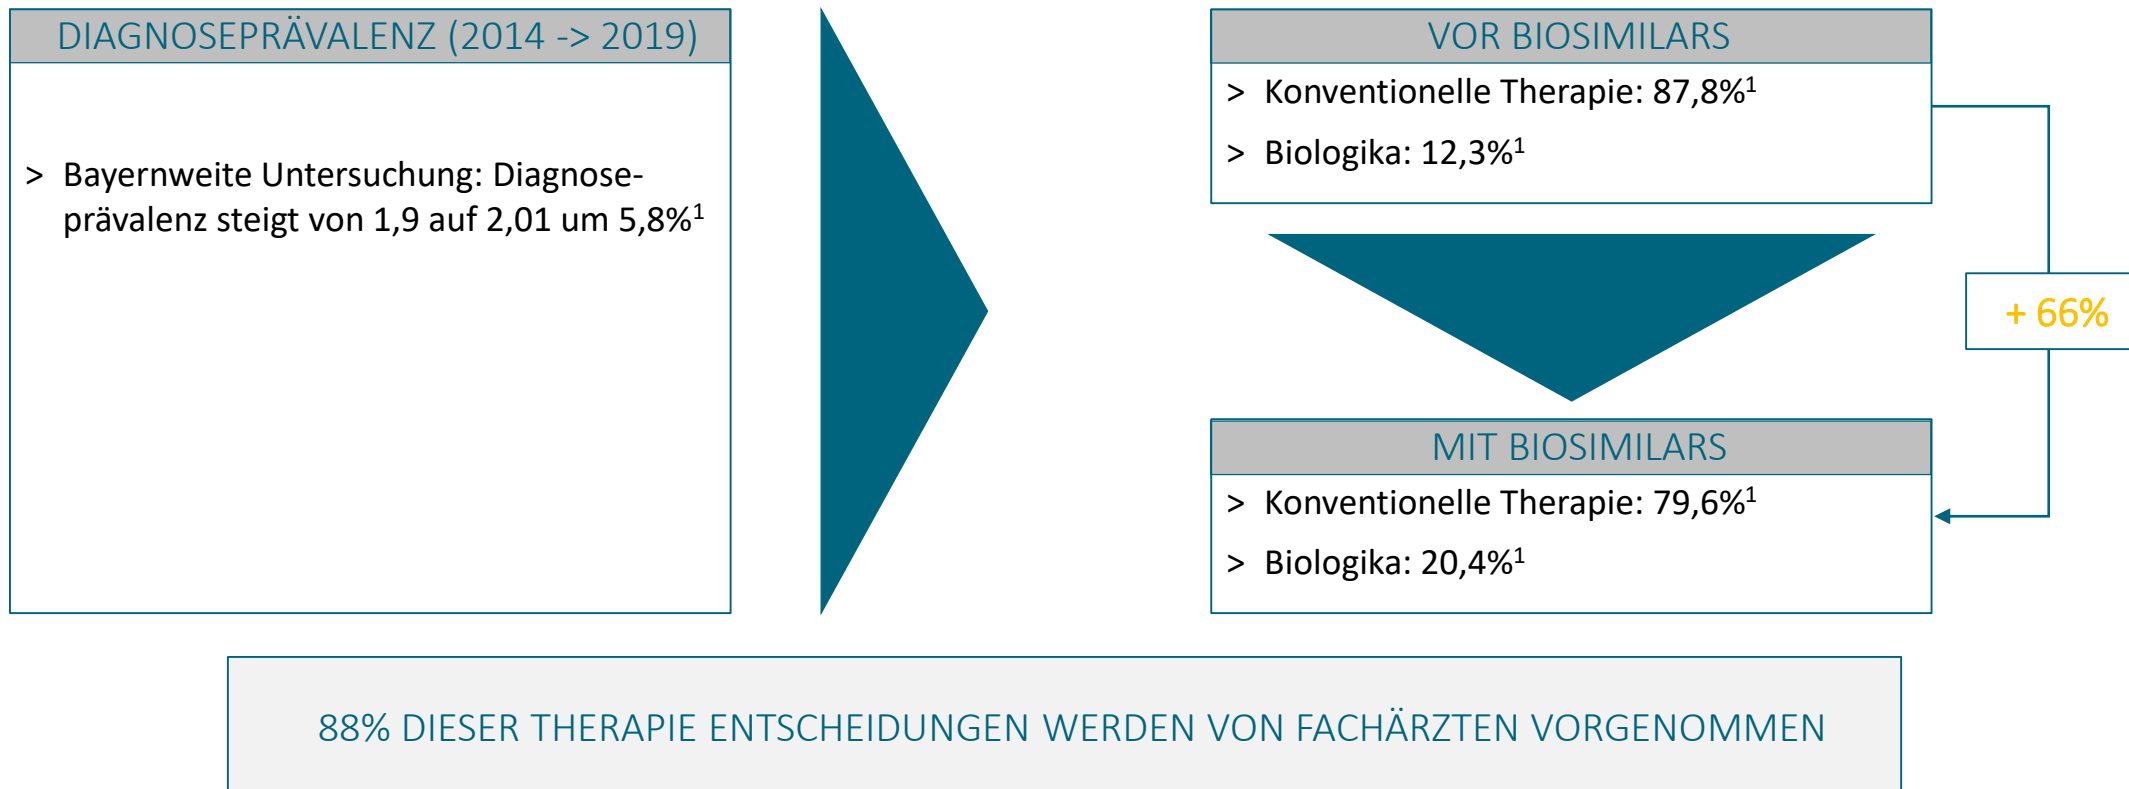 DIAGNOSEPRÄVALENZ (2014 -> 2019)
> Bayernweite Untersuchung: Diagnose-
prävalenz steigt von 1,9 auf 2,01 um 5,8%¹
VOR BIOSIMILARS
> Konventionelle Therapie: 87,8%¹
> Biologika: 12,3%¹
+ 66%
MIT BIOSIMILARS
> Konventionelle Therapie: 79,6%¹
> Biologika: 20,4%¹
88% DIESER THERAPIE ENTSCHEIDUNGEN WERDEN VON FACHÄRZTEN VORGENOMMEN